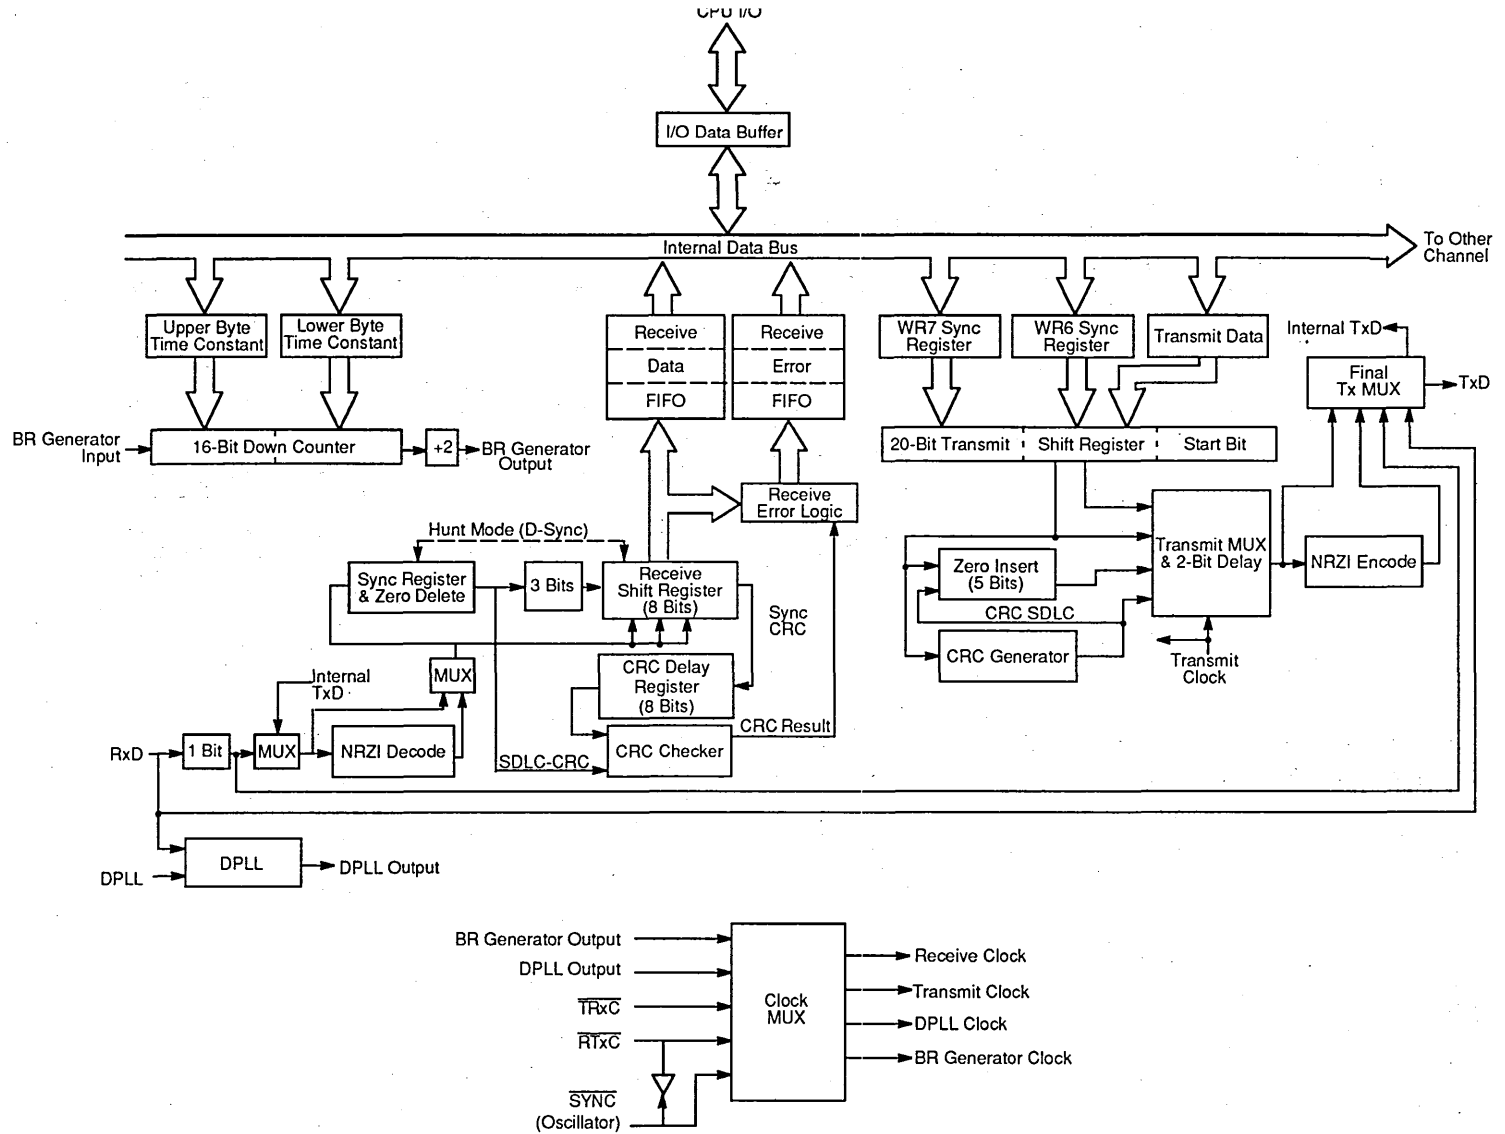 CPU I/O
I/O Data Buffer
Internal Data Bus
To Other
Channel
Upper Byte
Time Constant
Lower Byte
Time Constant
Receive
Data
FIFO
Receive
Error
FIFO
WR7 Sync
Register
WR6 Sync
Register
Transmit Data
Internal TxD
Final
Tx MUX
TxD
BR Generator
Input
16-Bit Down Counter
÷2
BR Generator
Output
20-Bit Transmit
Shift Register
Start Bit
Receive
Error Logic
Hunt Mode (D-Sync)
Sync Register
& Zero Delete
3 Bits
Receive
Shift Register
(8 Bits)
Sync
CRC
Zero Insert
(5 Bits)
Transmit MUX
& 2-Bit Delay
NRZI Encode
CRC SDLC
CRC Generator
Transmit
Clock
Internal
TxD
MUX
CRC Delay
Register
(8 Bits)
RxD
1 Bit
MUX
NRZI Decode
SDLC-CRC
CRC Checker
CRC Result
DPLL
DPLL
DPLL Output
BR Generator Output
DPLL Output
TRxC
RTxC
SYNC
(Oscillator)
Clock
MUX
Receive Clock
Transmit Clock
DPLL Clock
BR Generator Clock